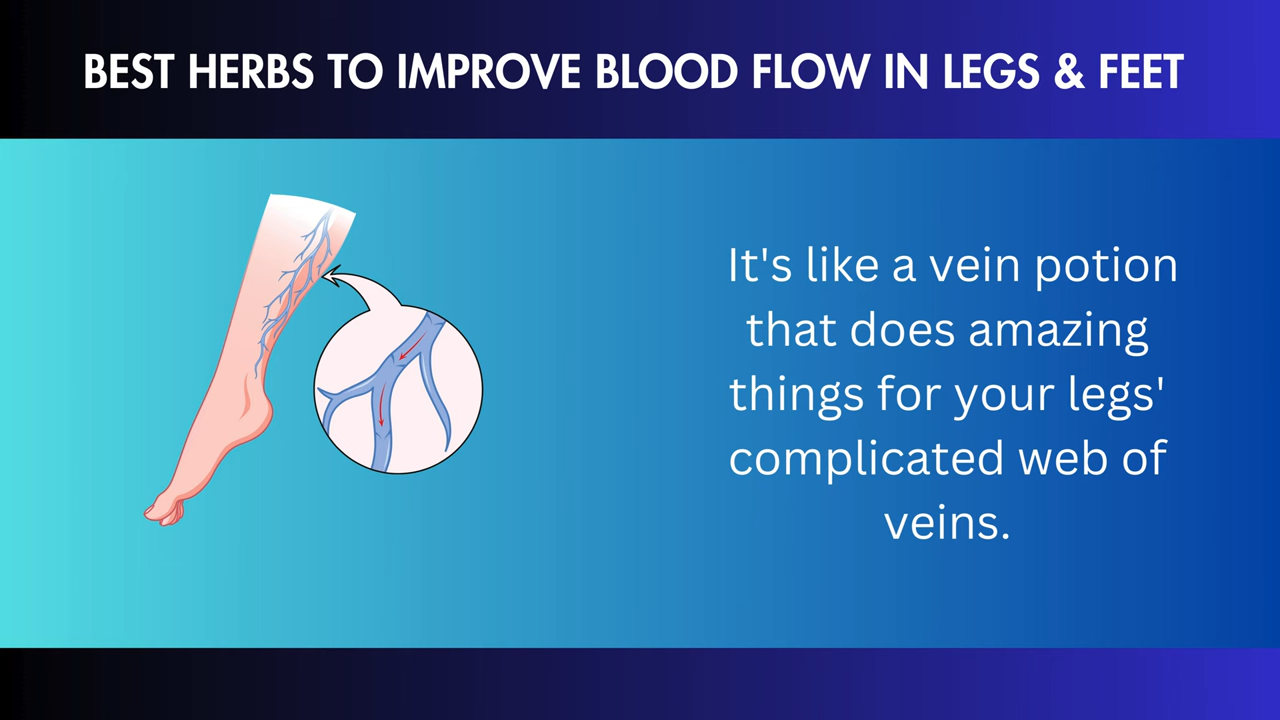 BEST HERBS TO IMPROVE BLOOD FLOW IN LEGS & FEET
It's like a vein potion
that does amazing
things for your legs'
complicated web of
veins.